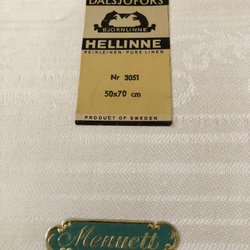 DALSJÖFORS
BJÖRNLINNE
HELLINNE
REINLEINEN - PURE LINEN
Nr 3051
50x70 cm
PRODUCT OF SWEDEN
Menuett